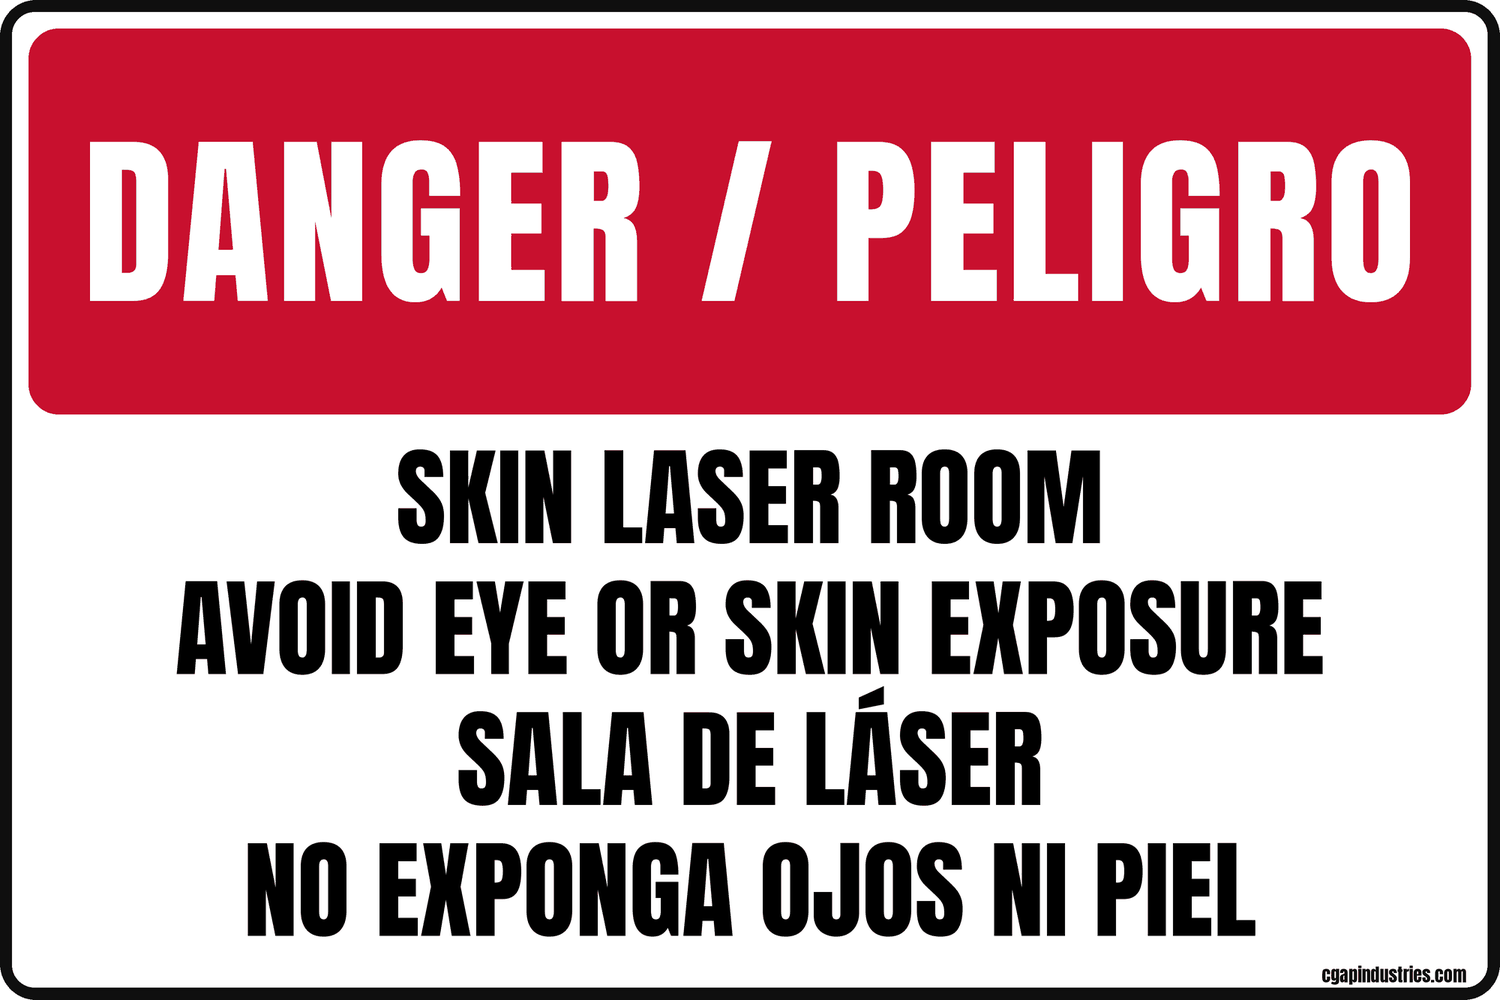 DANGER / PELIGRO
SKIN LASER ROOM
AVOID EYE OR SKIN EXPOSURE
SALA DE LÁSER
NO EXPONGA OJOS NI PIEL
cgapindustries.com